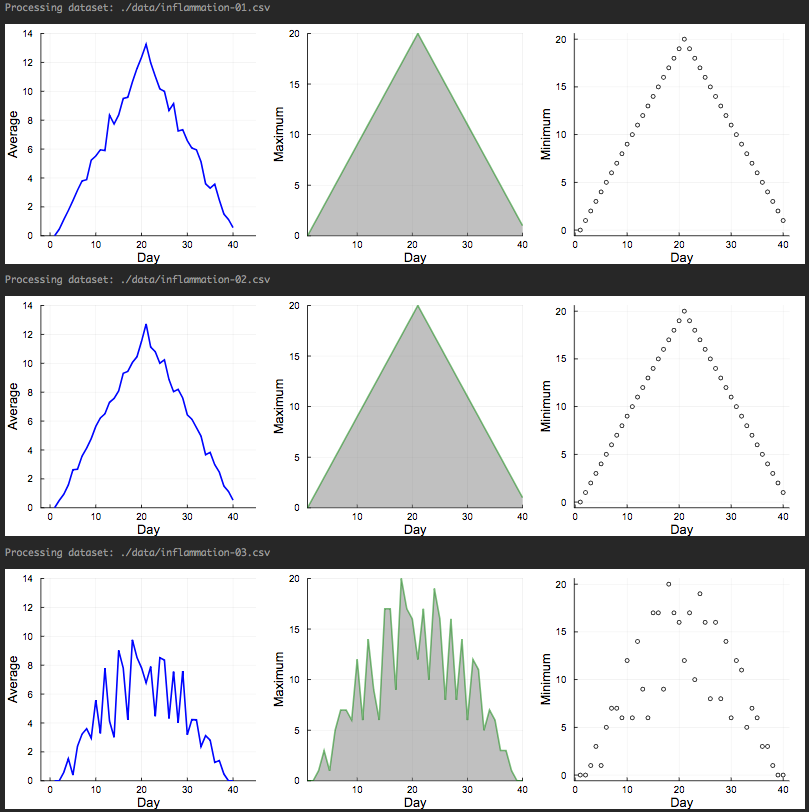 Processing dataset: ./data/inflammation-01.csv
14
12
10
8
6
4
2
0
Average
0 10 20 30 40
Day
20
15
10
5
0
Maximum
10 20 30 40
Day
20
15
10
5
0
Minimum
0 10 20 30 40
Day
Processing dataset: ./data/inflammation-02.csv
14
12
10
8
6
4
2
0
Average
0 10 20 30 40
Day
20
15
10
5
0
Maximum
10 20 30 40
Day
20
15
10
5
0
Minimum
0 10 20 30 40
Day
Processing dataset: ./data/inflammation-03.csv
14
12
10
8
6
4
2
0
Average
0 10 20 30 40
Day
20
15
10
5
0
Maximum
10 20 30 40
Day
20
15
10
5
0
Minimum
0 10 20 30 40
Day